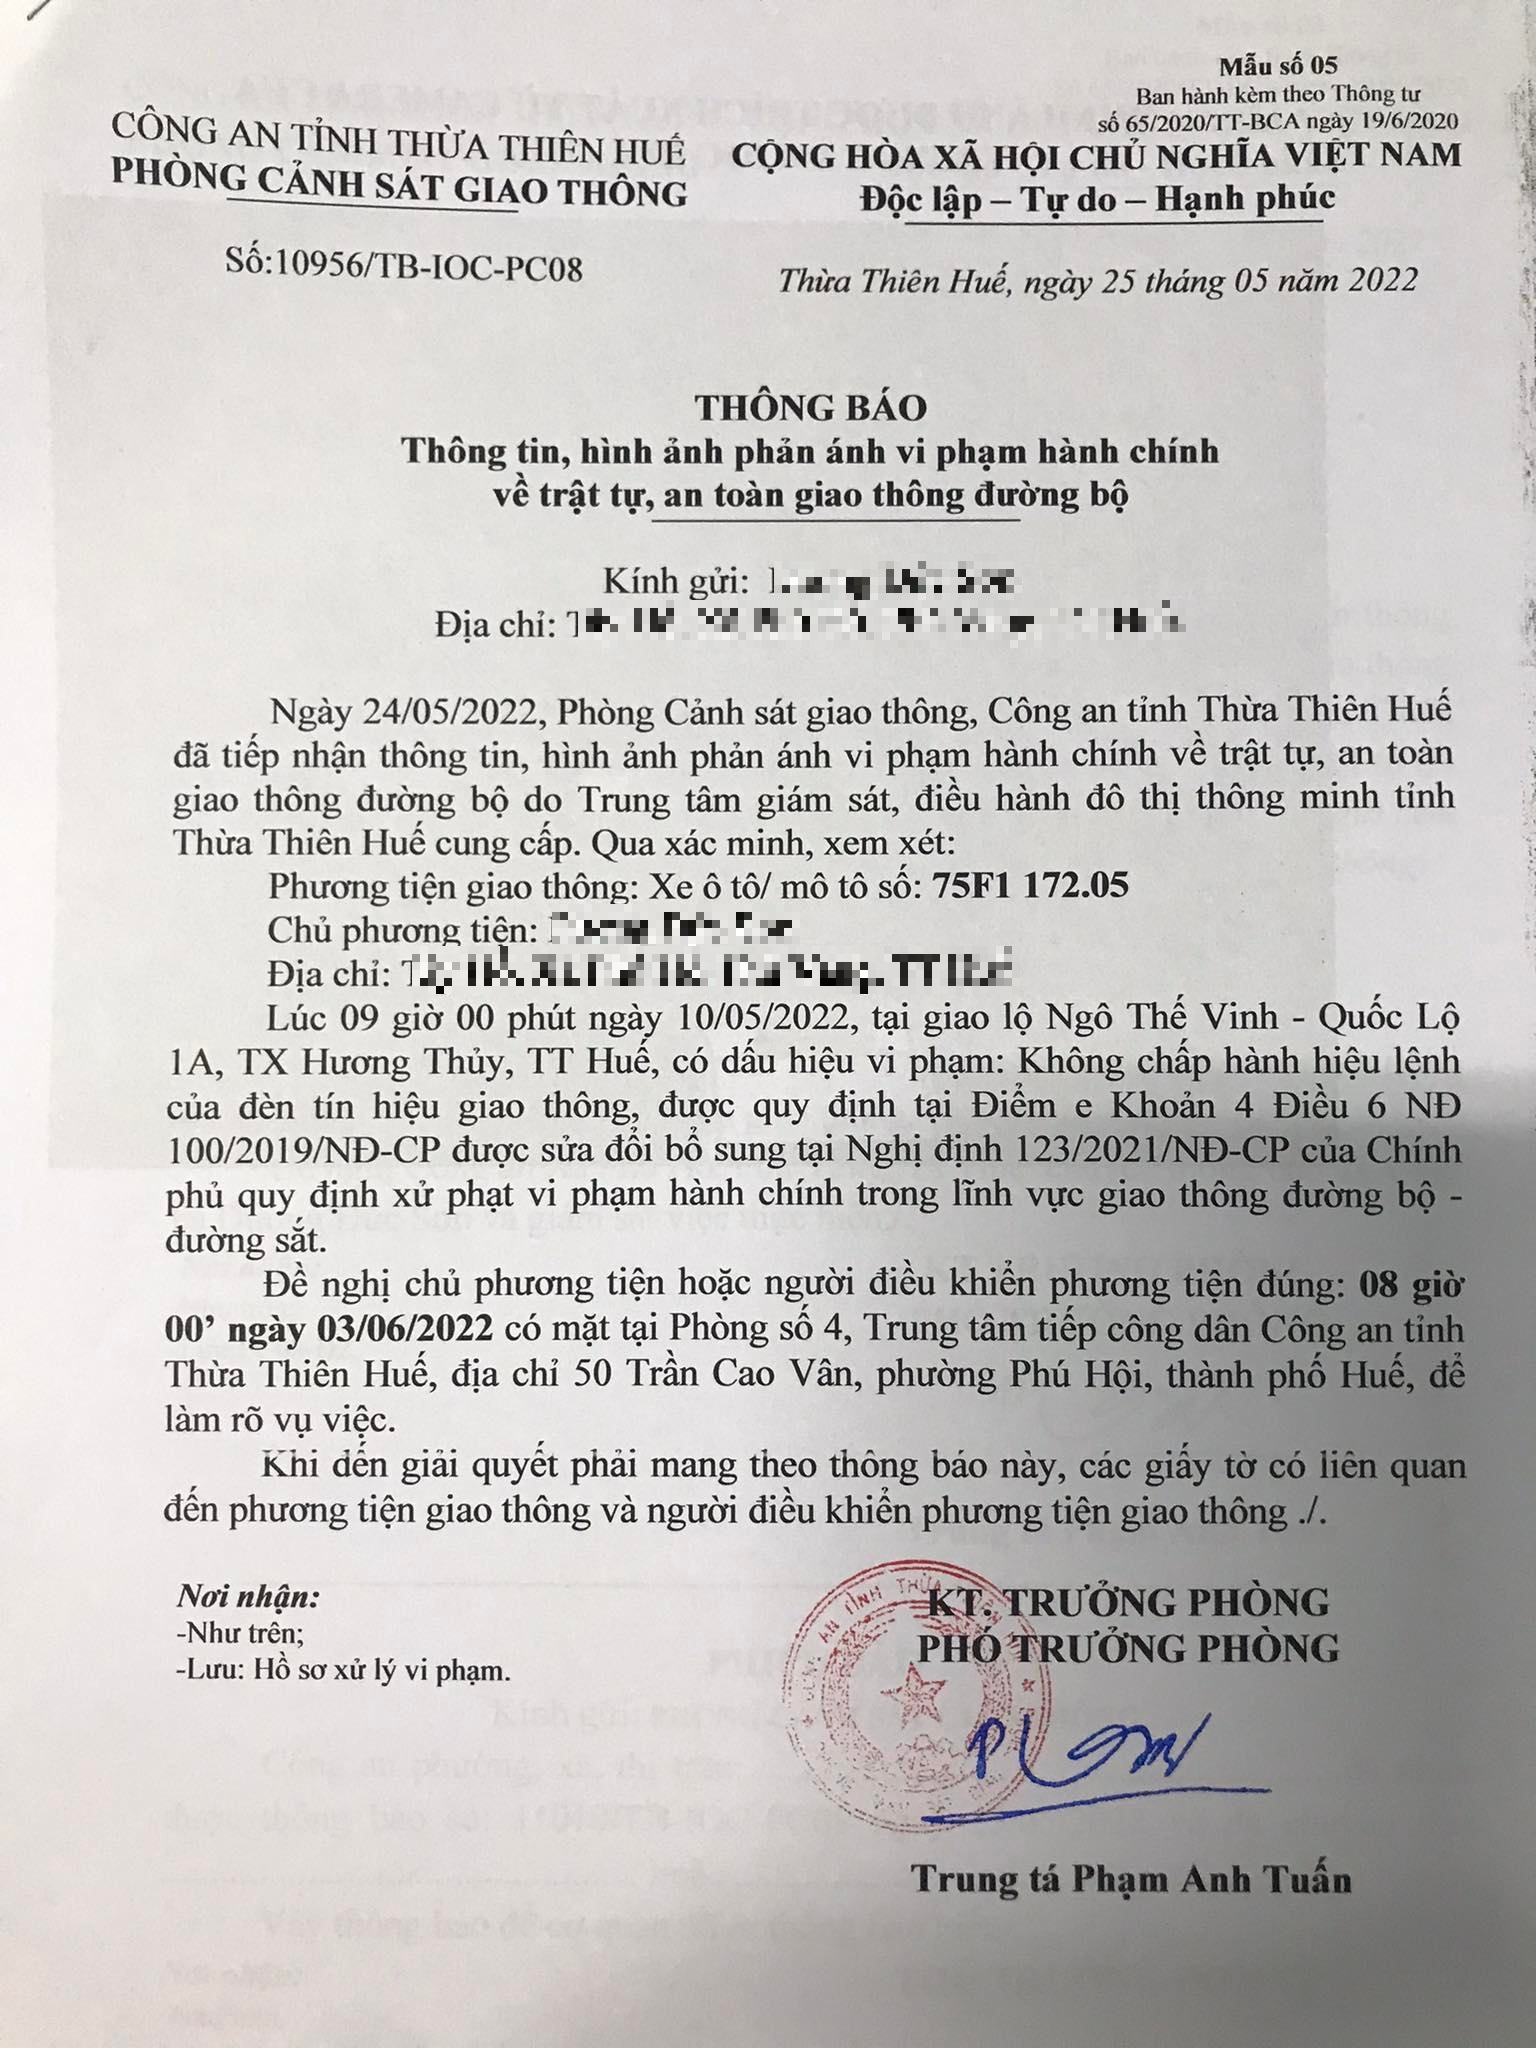 Mẫu số 05
Ban hành kèm theo Thông tư
số 65/2020/TT-BCA ngày 19/6/2020
CÔNG AN TỈNH THỪA THIÊN HUẾ
PHÒNG CẢNH SÁT GIAO THÔNG
CỘNG HÒA XÃ HỘI CHỦ NGHĨA VIỆT NAM
Độc lập – Tự do – Hạnh phúc
Số:10956/TB-IOC-PC08
Thừa Thiên Huế, ngày 25 tháng 05 năm 2022
THÔNG BÁO
Thông tin, hình ảnh phản ánh vi phạm hành chính
về trật tự, an toàn giao thông đường bộ
Kính gửi:
Địa chỉ:
Ngày 24/05/2022, Phòng Cảnh sát giao thông, Công an tỉnh Thừa Thiên Huế
đã tiếp nhận thông tin, hình ảnh phản ánh vi phạm hành chính về trật tự, an toàn
giao thông đường bộ do Trung tâm giám sát, điều hành đô thị thông minh tỉnh
Thừa Thiên Huế cung cấp. Qua xác minh, xem xét:
Phương tiện giao thông: Xe ô tô/ mô tô số: 75F1 172.05
Chủ phương tiện:
Địa chỉ:
Lúc 09 giờ 00 phút ngày 10/05/2022, tại giao lộ Ngô Thế Vinh - Quốc Lộ
1A, TX Hương Thủy, TT Huế, có dấu hiệu vi phạm: Không chấp hành hiệu lệnh
của đèn tín hiệu giao thông, được quy định tại Điểm e Khoản 4 Điều 6 NĐ
100/2019/NĐ-CP được sửa đổi bổ sung tại Nghị định 123/2021/NĐ-CP của Chính
phủ quy định xử phạt vi phạm hành chính trong lĩnh vực giao thông đường bộ -
đường sắt.
Đề nghị chủ phương tiện hoặc người điều khiển phương tiện đúng: 08 giờ
00’ ngày 03/06/2022 có mặt tại Phòng số 4, Trung tâm tiếp công dân Công an tỉnh
Thừa Thiên Huế, địa chỉ 50 Trần Cao Vân, phường Phú Hội, thành phố Huế, để
làm rõ vụ việc.
Khi đến giải quyết phải mang theo thông báo này, các giấy tờ có liên quan
đến phương tiện giao thông và người điều khiển phương tiện giao thông ./.
Nơi nhận:
-Như trên;
-Lưu: Hồ sơ xử lý vi phạm.
KT. TRƯỞNG PHÒNG
PHÓ TRƯỞNG PHÒNG
Trung tá Phạm Anh Tuấn